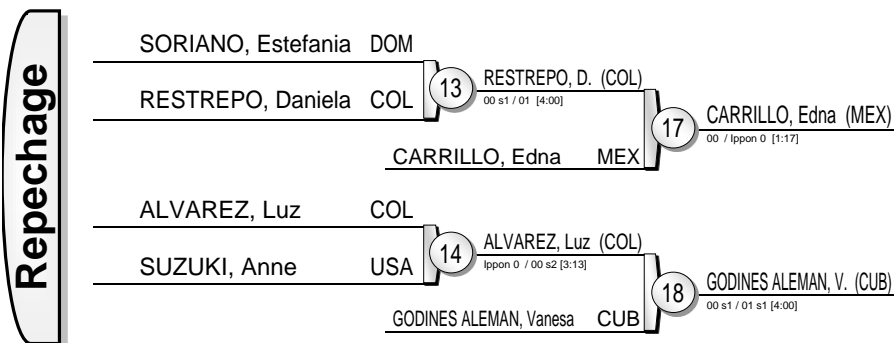 Repechage
SORIANO, Estefania DOM
RESTREPO, Daniela COL
13
RESTREPO, D. (COL)
00 s1 / 01 [4:00]
CARRILLO, Edna MEX
17
CARRILLO, Edna (MEX)
00 / Ippon 0 [1:17]
ALVAREZ, Luz COL
SUZUKI, Anne USA
14
ALVAREZ, Luz (COL)
Ippon 0 / 00 s2 [3:13]
GODINES ALEMAN, Vanesa CUB
18
GODINES ALEMAN, V. (CUB)
00 s1 / 01 s1 [4:00]